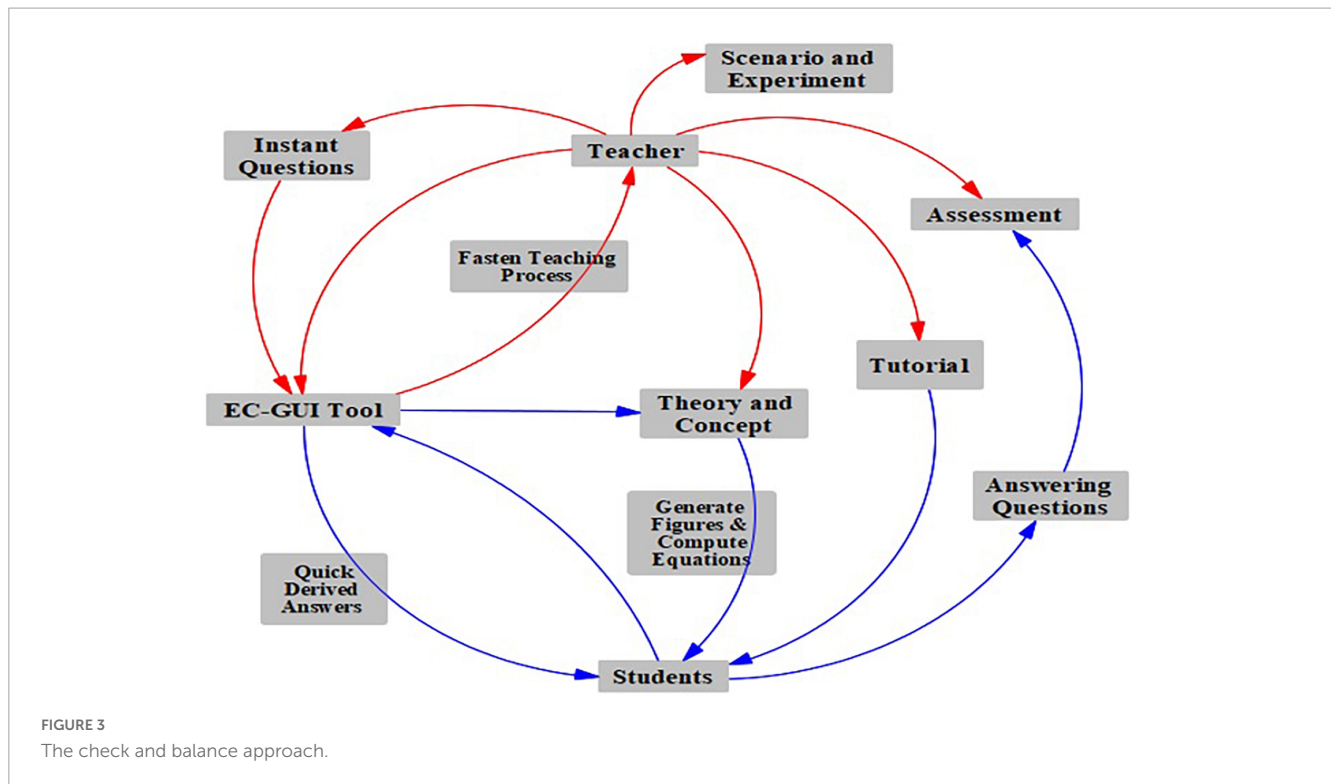 Scenario and
Experiment
Instant
Questions
Teacher
Assessment
Fasten Teaching
Process
Tutorial
EC-GUI Tool
Theory and
Concept
Answering
Questions
Generate
Figures &
Compute
Equations
Quick
Derived
Answers
Students
FIGURE 3
The check and balance approach.